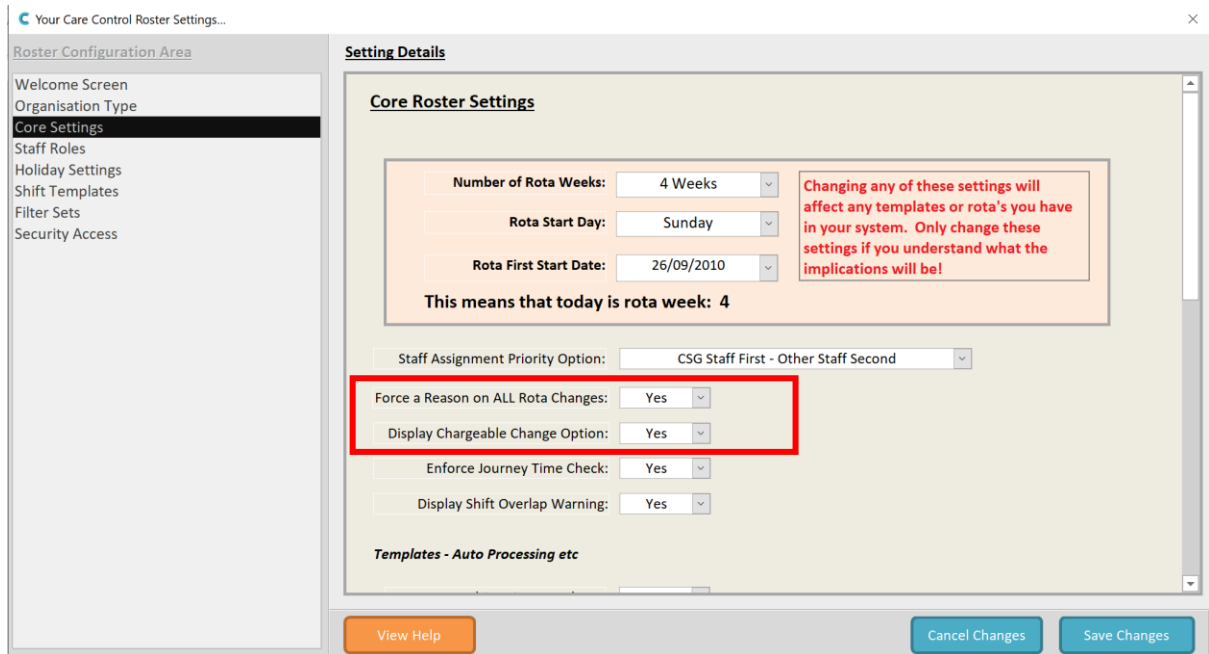 Your Care Control Roster Settings...
Roster Configuration Area
Welcome Screen
Organisation Type
Core Settings
Staff Roles
Holiday Settings
Shift Templates
Filter Sets
Security Access
Setting Details
Core Roster Settings
Number of Rota Weeks: 4 Weeks
Rota Start Day: Sunday
Rota First Start Date: 26/09/2010
Changing any of these settings will
affect any templates or rota's you have
in your system. Only change these
settings if you understand what the
implications will be!
This means that today is rota week: 4
Staff Assignment Priority Option: CSG Staff First - Other Staff Second
Force a Reason on ALL Rota Changes: Yes
Display Chargeable Change Option: Yes
Enforce Journey Time Check: Yes
Display Shift Overlap Warning: Yes
Templates - Auto Processing etc
View Help
Cancel Changes
Save Changes